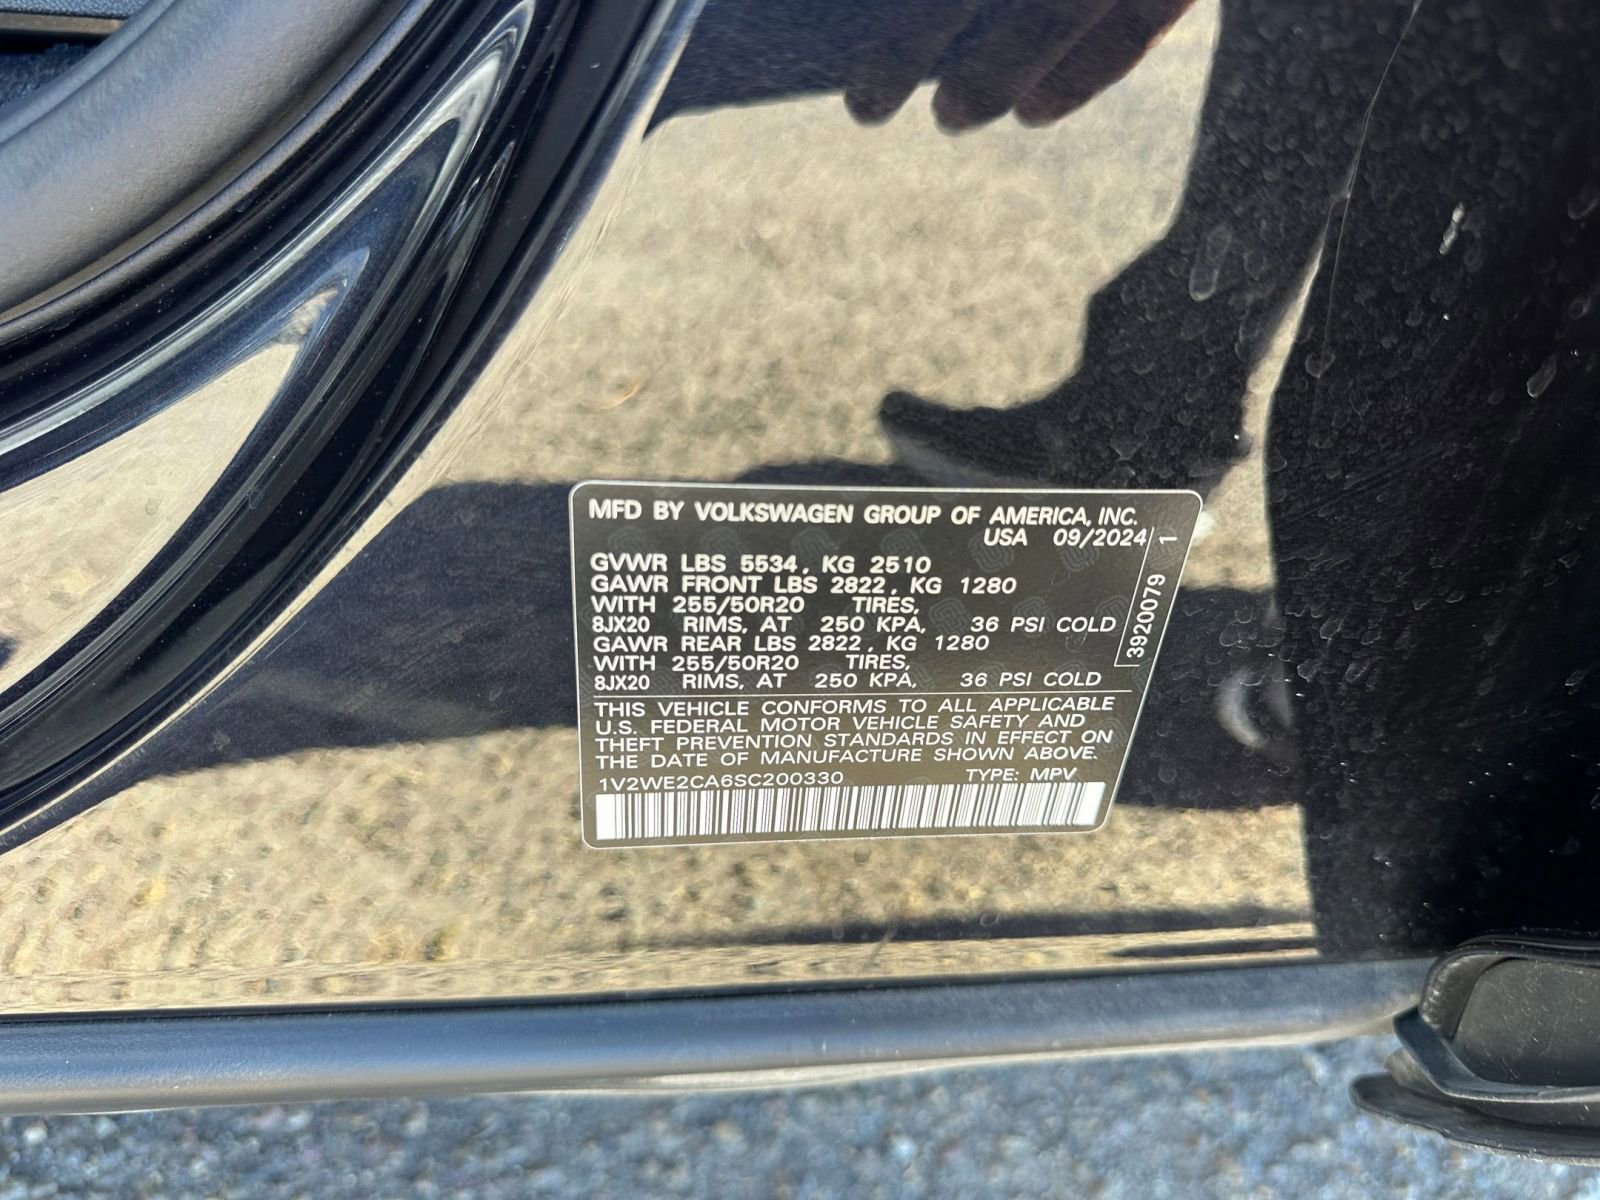 MFD BY VOLKSWAGEN GROUP OF AMERICA, INC.
USA 09/2024
GVWR LBS 5534, KG 2510
GAWR FRONT LBS 2822, KG 1280
WITH 255/50R20 TIRES,
8JX20 RIMS, AT 250 KPA, 36 PSI COLD
GAWR REAR LBS 2822, KG 1280
WITH 255/50R20 TIRES,
8JX20 RIMS, AT 250 KPA, 36 PSI COLD
THIS VEHICLE CONFORMS TO ALL APPLICABLE
U.S. FEDERAL MOTOR VEHICLE SAFETY AND
THEFT PREVENTION STANDARDS IN EFFECT ON
THE DATE OF MANUFACTURE SHOWN ABOVE.
1V2WE2CA6SC200330 TYPE: MPV
3920079 1